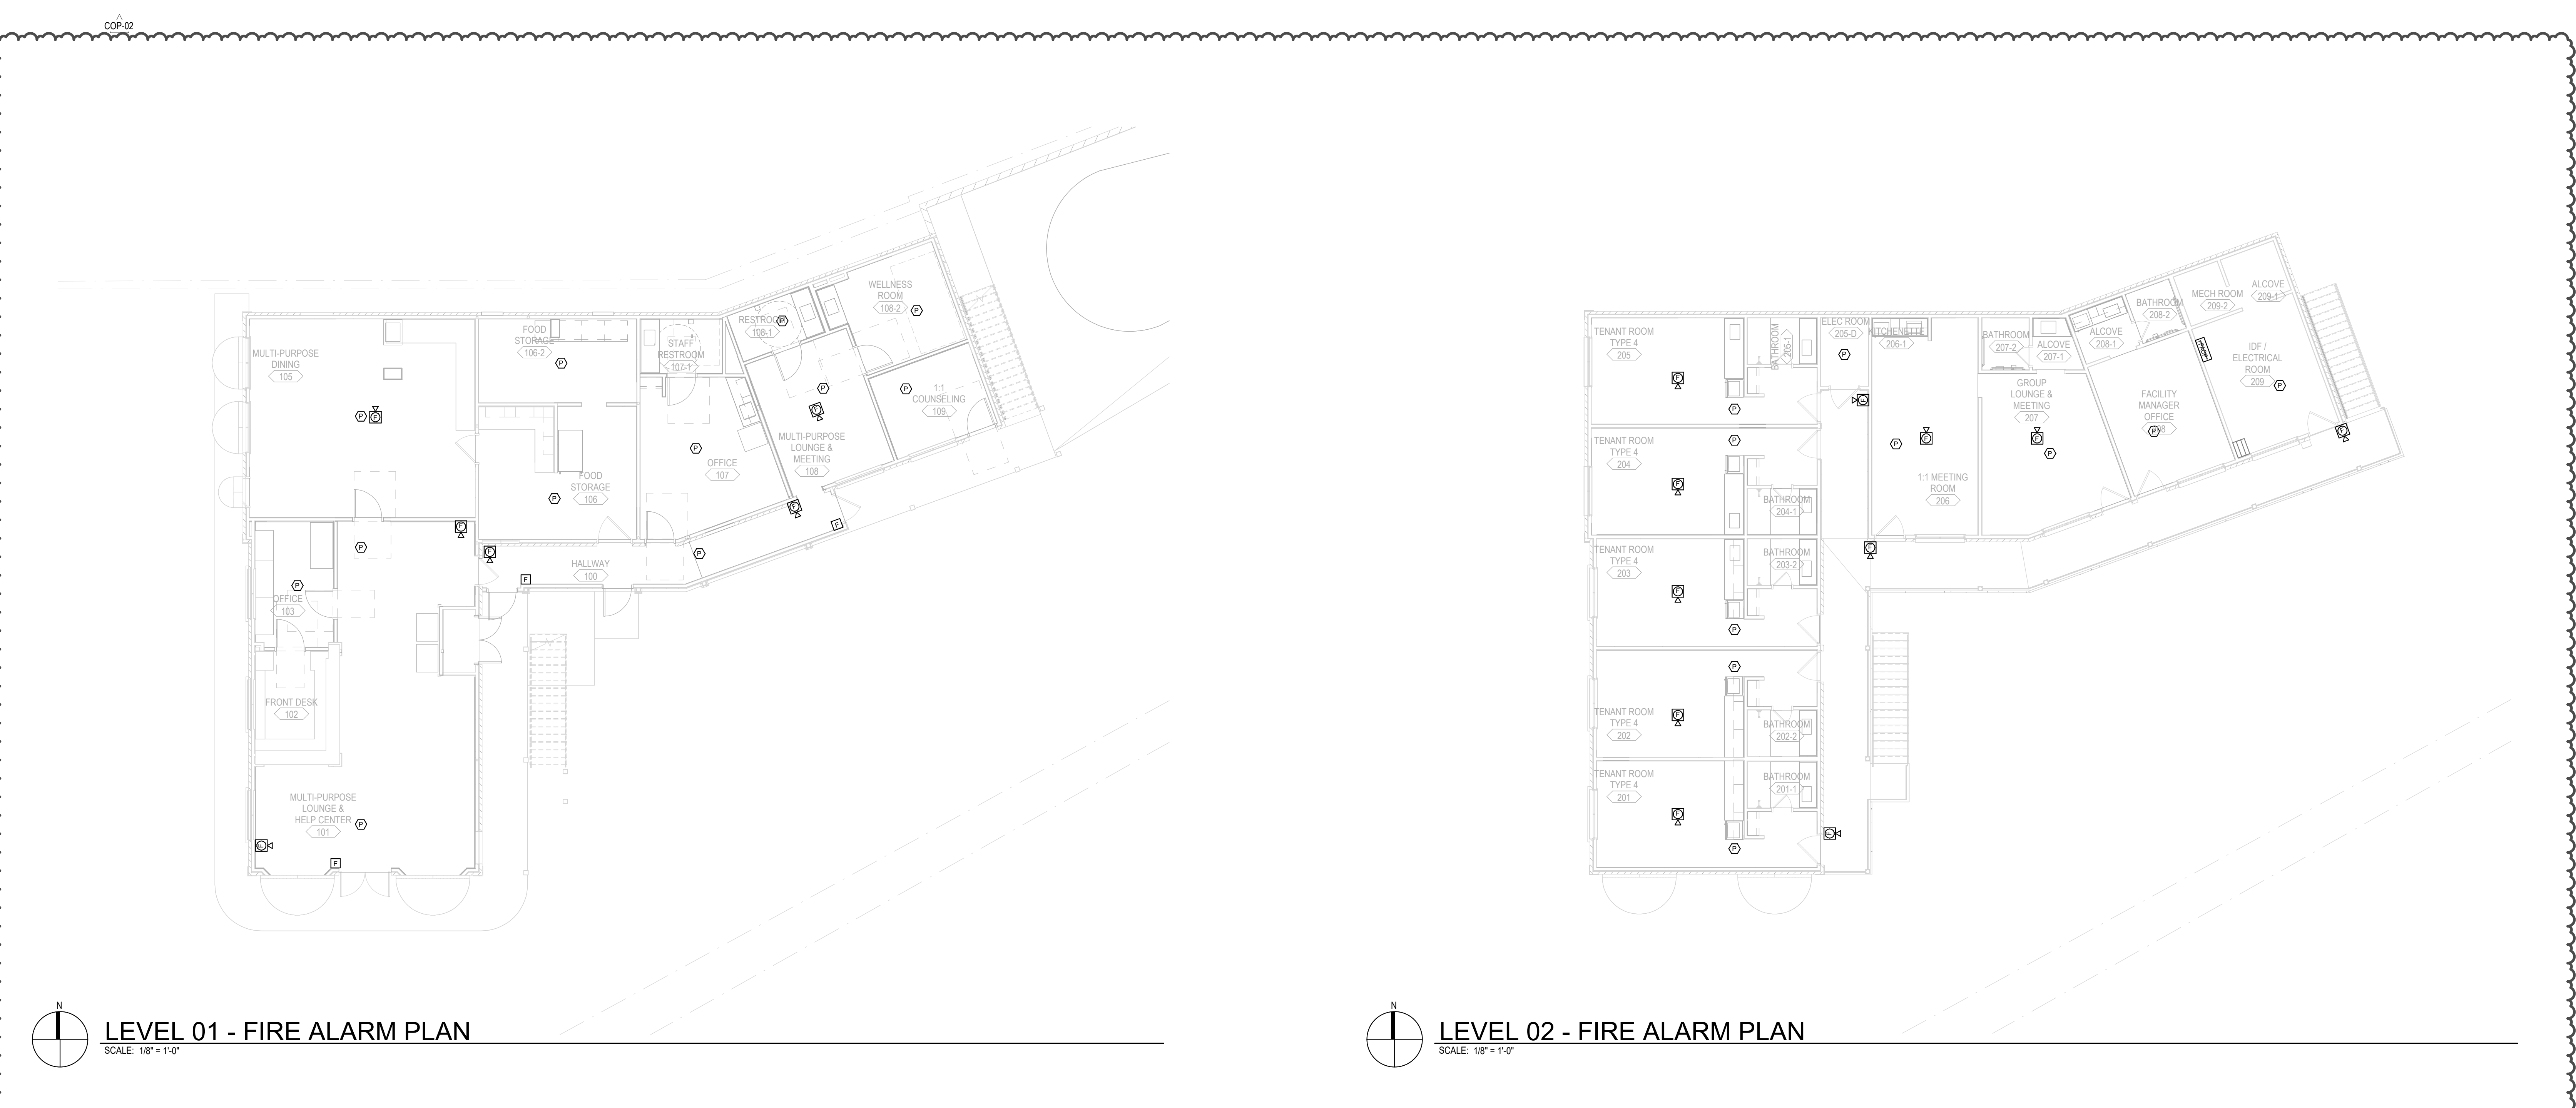 COP-02
MULTI-PURPOSE
DINING
105
P
F
FOOD
STORAGE
106-2
P
STAFF
RESTROOM
107-1
RESTROOM
108-1
P
WELLNESS
ROOM
108-2
P
1:1
COUNSELING
109
P
MULTI-PURPOSE
LOUNGE &
MEETING
108
P
F
OFFICE
107
P
FOOD
STORAGE
106
P
F
F
P
HALLWAY
100
F
F
F
P
OFFICE
103
P
FRONT DESK
102
MULTI-PURPOSE
LOUNGE &
HELP CENTER
101
P
F
F
N
LEVEL 01 - FIRE ALARM PLAN
SCALE: 1/8" = 1'-0"
TENANT ROOM
TYPE 4
205
F
P
BATHROOM
205-1
ELEC ROOM
205-D
P
F
KITCHENETTE
206-1
1:1 MEETING
ROOM
206
P
F
BATHROOM
207-2
ALCOVE
207-1
GROUP
LOUNGE &
MEETING
207
F
P
ALCOVE
208-1
BATHROOM
208-2
FACILITY
MANAGER
OFFICE
208
P
MECH ROOM
209-2
ALCOVE
209-1
FACP
IDF /
ELECTRICAL
ROOM
209
P
F
TENANT ROOM
TYPE 4
204
F
P
BATHROOM
204-1
TENANT ROOM
TYPE 4
203
F
P
BATHROOM
203-2
F
TENANT ROOM
TYPE 4
202
F
P
BATHROOM
202-2
TENANT ROOM
TYPE 4
201
F
P
BATHROOM
201-1
F
N
LEVEL 02 - FIRE ALARM PLAN
SCALE: 1/8" = 1'-0"